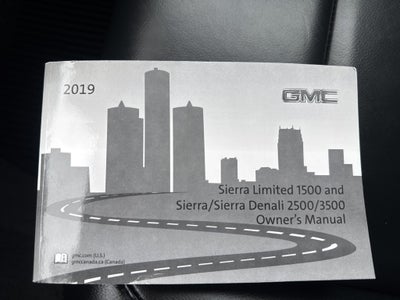 2019
GMC
Sierra Limited 1500 and
Sierra/Sierra Denali 2500/3500
Owner's Manual
gmc.com (U.S.)
gmccanada.ca (Canada)